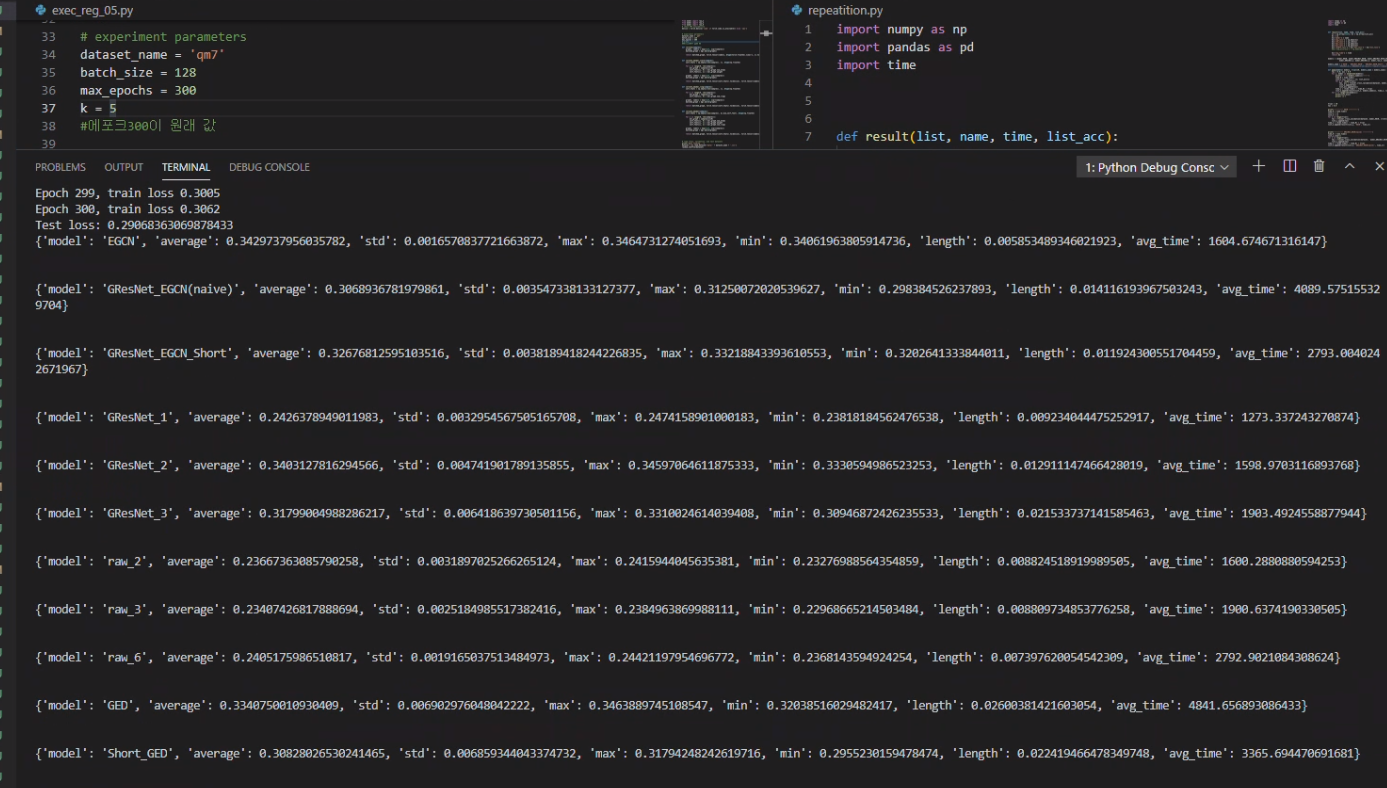 exec_reg_05.py
33 # experiment parameters
34 dataset_name = 'qm7'
35 batch_size = 128
36 max_epochs = 300
37 k = 5
38 #에포크300이 원래 값
39
repeatition.py
1 import numpy as np
2 import pandas as pd
3 import time
4
5
6
7 def result(list, name, time, list_acc):
PROBLEMS OUTPUT TERMINAL DEBUG CONSOLE 1: Python Debug Consc
Epoch 299, train loss 0.3005
Epoch 300, train loss 0.3062
Test loss: 0.29068363069878433
{'model': 'EGCN', 'average': 0.3429737956035782, 'std': 0.0016570837721663872, 'max': 0.3464731274051693, 'min': 0.34061963805914736, 'length': 0.005853489346021923, 'avg_time': 1604.674671316147}
{'model': 'GResNet_EGCN(naive)', 'average': 0.3068936781979861, 'std': 0.003547338133127377, 'max': 0.31250072020539627, 'min': 0.298384526237893, 'length': 0.014116193967503243, 'avg_time': 4089.57515532
9704}
{'model': 'GResNet_EGCN_Short', 'average': 0.32676812595103516, 'std': 0.0038189418244226835, 'max': 0.33218843393610553, 'min': 0.3202641333844011, 'length': 0.011924300551704459, 'avg_time': 2793.004024
2671967}
{'model': 'GResNet_1', 'average': 0.2426378949011983, 'std': 0.0032954567505165708, 'max': 0.2474158901000183, 'min': 0.23818184562476538, 'length': 0.009234044475252917, 'avg_time': 1273.337243270874}
{'model': 'GResNet_2', 'average': 0.3403127816294566, 'std': 0.004741901789135855, 'max': 0.34597064611875333, 'min': 0.3330594986523253, 'length': 0.012911147466428019, 'avg_time': 1598.9703116893768}
{'model': 'GResNet_3', 'average': 0.31799004988286217, 'std': 0.006418639730501156, 'max': 0.3310024614039408, 'min': 0.30946872426235533, 'length': 0.021533737141585463, 'avg_time': 1903.4924558877944}
{'model': 'raw_2', 'average': 0.23667363085790258, 'std': 0.0031897025266265124, 'max': 0.2415944045635381, 'min': 0.23276988564354859, 'length': 0.008824518919989505, 'avg_time': 1600.2880880594253}
{'model': 'raw_3', 'average': 0.23407426817888694, 'std': 0.0025184985517382416, 'max': 0.2384963869988111, 'min': 0.22968665214503484, 'length': 0.008809734853776258, 'avg_time': 1900.6374190330505}
{'model': 'raw_6', 'average': 0.2405175986510817, 'std': 0.0019165037513484973, 'max': 0.24421197954696772, 'min': 0.2368143594924254, 'length': 0.007397620054542309, 'avg_time': 2792.9021084308624}
{'model': 'GED', 'average': 0.3340750010930409, 'std': 0.006902976048042222, 'max': 0.3463889745108547, 'min': 0.32038516029482417, 'length': 0.02600381421603054, 'avg_time': 4841.656893086433}
{'model': 'Short_GED', 'average': 0.30828026530241465, 'std': 0.006859344043374732, 'max': 0.31794248242619716, 'min': 0.2955230159478474, 'length': 0.022419466478349748, 'avg_time': 3365.694470691681}